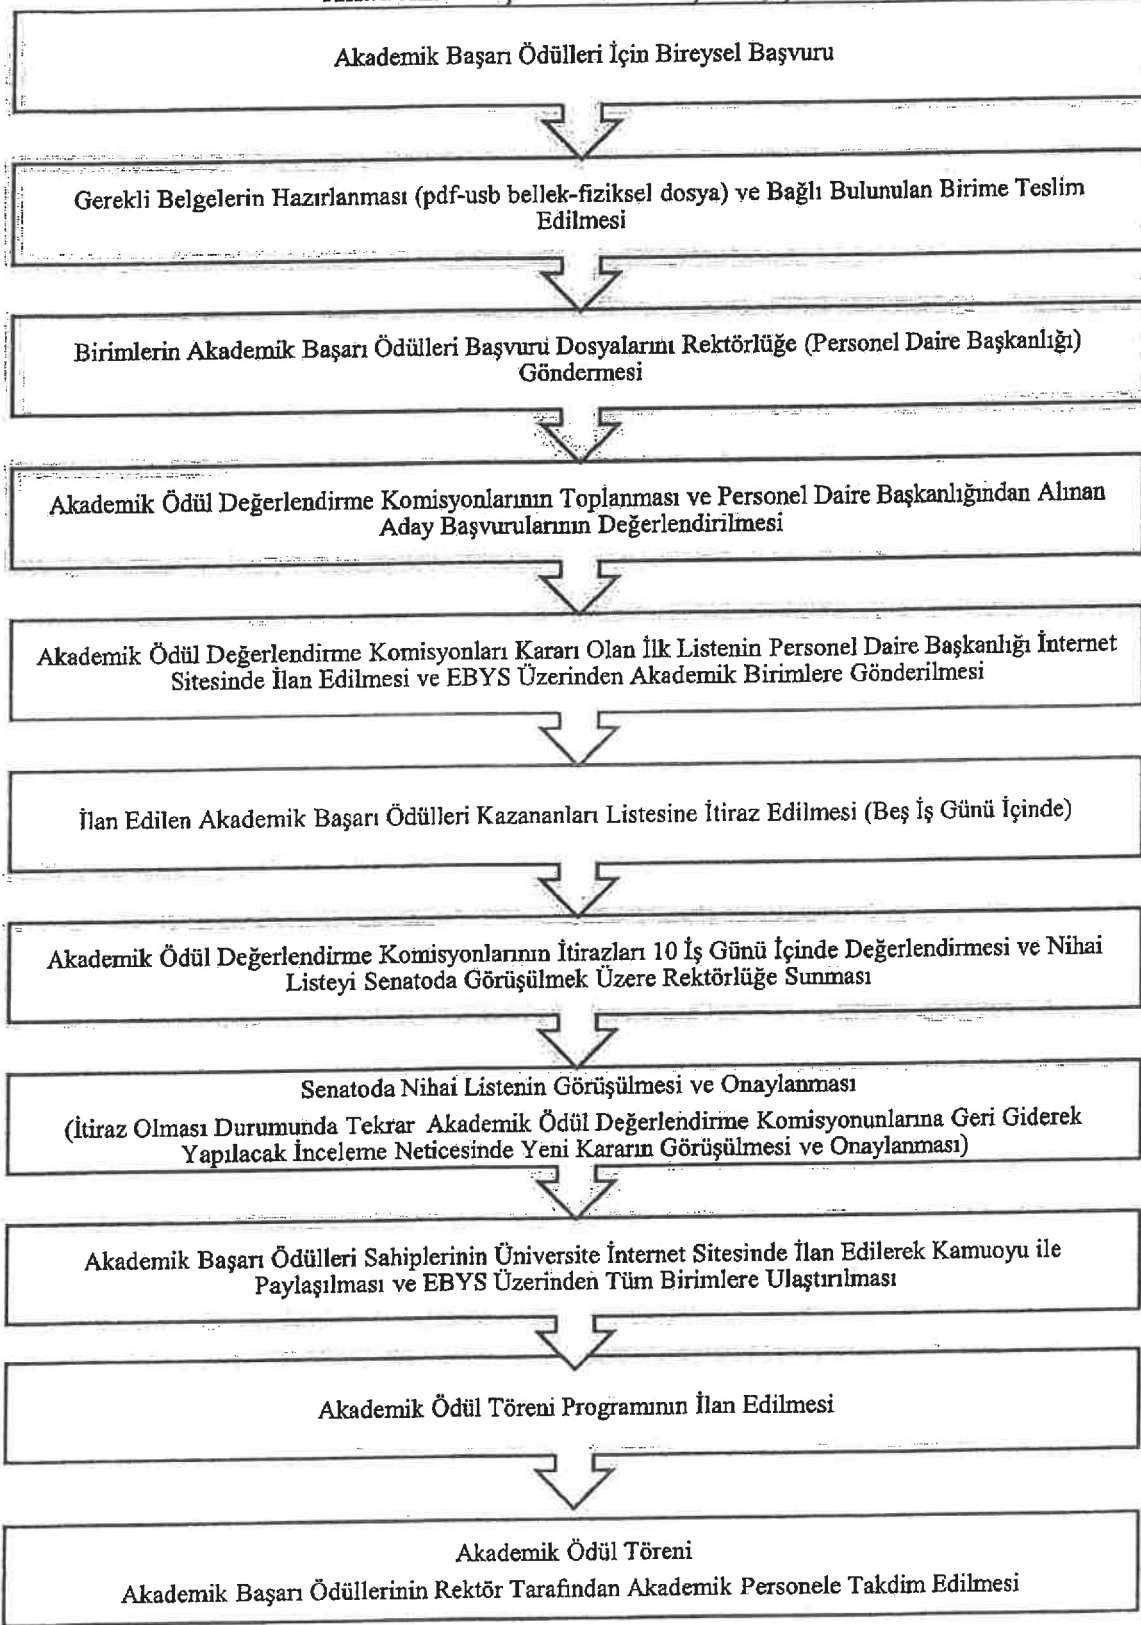 Akademik Başarı Ödülleri İçin Bireysel Başvuru
Gerekli Belgelerin Hazırlanması (pdf-usb bellek-fiziksel dosya) ve Bağlı Bulunulan Birime Teslim
Edilmesi
Birimlerin Akademik Başarı Ödülleri Başvuru Dosyalarını Rektörlüğe (Personel Daire Başkanlığı)
Göndermesi
Akademik Ödül Değerlendirme Komisyonlarının Toplanması ve Personel Daire Başkanlığından Alınan
Aday Başvurularının Değerlendirilmesi
Akademik Ödül Değerlendirme Komisyonları Kararı Olan İlk Listenin Personel Daire Başkanlığı İnternet
Sitesinde İlan Edilmesi ve EBYS Üzerinden Akademik Birimlere Gönderilmesi
İlan Edilen Akademik Başarı Ödülleri Kazananları Listesine İtiraz Edilmesi (Beş İş Günü İçinde)
Akademik Ödül Değerlendirme Komisyonlarının İtirazları 10 İş Günü İçinde Değerlendirmesi ve Nihai
Listeyi Senatoda Görüşülmek Üzere Rektörlüğe Sunması
Senatoda Nihai Listenin Görüşülmesi ve Onaylanması
(İtiraz Olması Durumunda Tekrar Akademik Ödül Değerlendirme Komisyonunlarına Geri Giderek
Yapılacak İnceleme Neticesinde Yeni Kararın Görüşülmesi ve Onaylanması)
Akademik Başarı Ödülleri Sahiplerinin Üniversite İnternet Sitesinde İlan Edilerek Kamuoyu ile
Paylaşılması ve EBYS Üzerinden Tüm Birimlere Ulaştırılması
Akademik Ödül Töreni Programının İlan Edilmesi
Akademik Ödül Töreni
Akademik Başarı Ödüllerinin Rektör Tarafından Akademik Personele Takdim Edilmesi